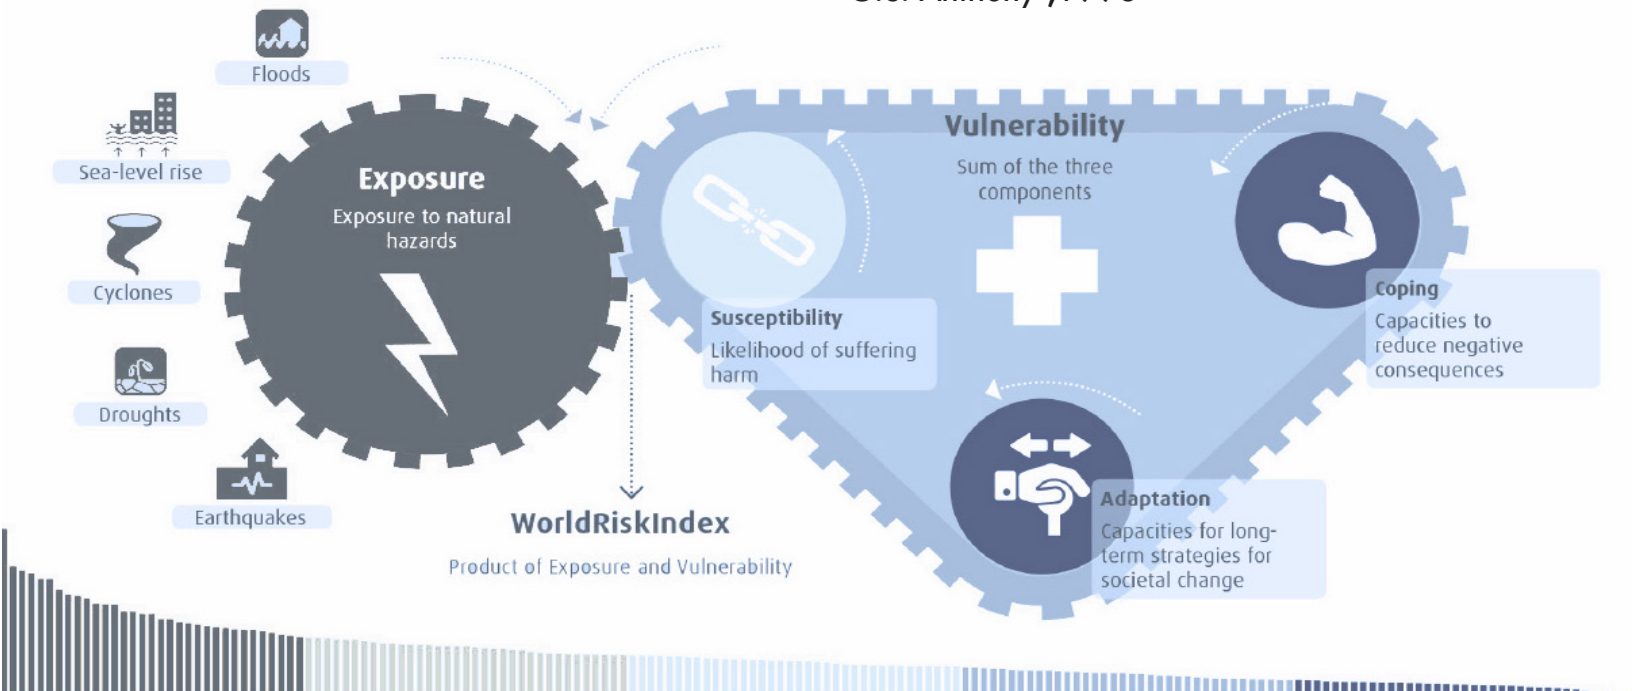 Floods
Sea-level rise
Cyclones
Droughts
Earthquakes
Exposure
Exposure to natural
hazards
WorldRiskIndex
Product of Exposure and Vulnerability
Vulnerability
Sum of the three
components
Susceptibility
Likelihood of suffering
harm
Coping
Capacities to
reduce negative
consequences
Adaptation
Capacities for long-
term strategies for
societal change